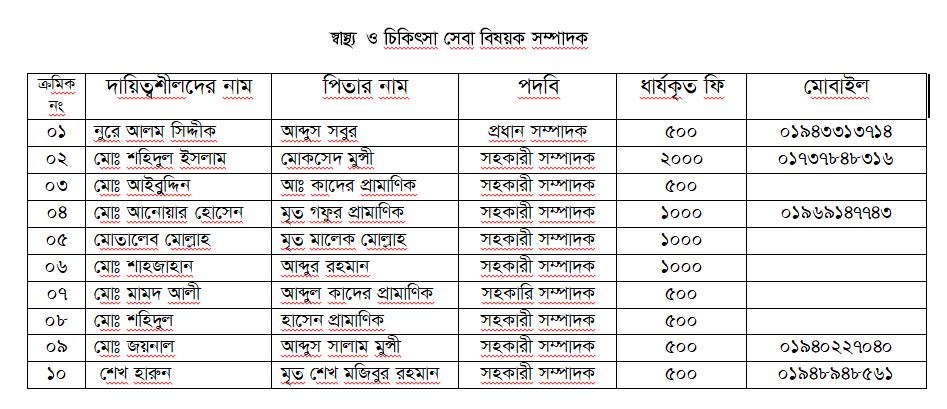 স্বাস্থ্য ও চিকিৎসা সেবা বিষয়ক সম্পাদক
ক্রমিক নং দায়িত্বশীলদের নাম পিতার নাম পদবি ধার্যকৃত ফি মোবাইল
০১ নুরে আলম সিদ্দীক আব্দুস সবুর প্রধান সম্পাদক ৫০০ ০১৯৪৩৩১৩৭১৪
০২ মোঃ শহিদুল ইসলাম মোকসেদ মুন্সী সহকারী সম্পাদক ২০০০ ০১৭৩৭৮৪৮৩১৬
০৩ মোঃ আইবুদ্দিন আঃ কাদের প্রামাণিক সহকারী সম্পাদক ৫০০
০৪ মোঃ আনোয়ার হোসেন মৃত গফুর প্রামাণিক সহকারী সম্পাদক ১০০০ ০১৯৬৯১৪৭৭৪৩
০৫ মোতালেব মোল্লাহ মৃত মালেক মোল্লাহ সহকারী সম্পাদক ১০০০
০৬ মোঃ শাহজাহান আব্দুর রহমান সহকারী সম্পাদক ১০০০
০৭ মোঃ মামদ আলী আব্দুল কাদের প্রামাণিক সহকারি সম্পাদক ৫০০
০৮ মোঃ শহিদুল হাসেন প্রামাণিক সহকারী সম্পাদক ৫০০
০৯ মোঃ জয়নাল আব্দুস সালাম মুন্সী সহকারী সম্পাদক ৫০০ ০১৯৪০২২৭০৪০
১০ শেখ হারুন মৃত শেখ মজিবুর রহমান সহকারী সম্পাদক ৫০০ ০১৯৪৮৯৪৮৫৬১